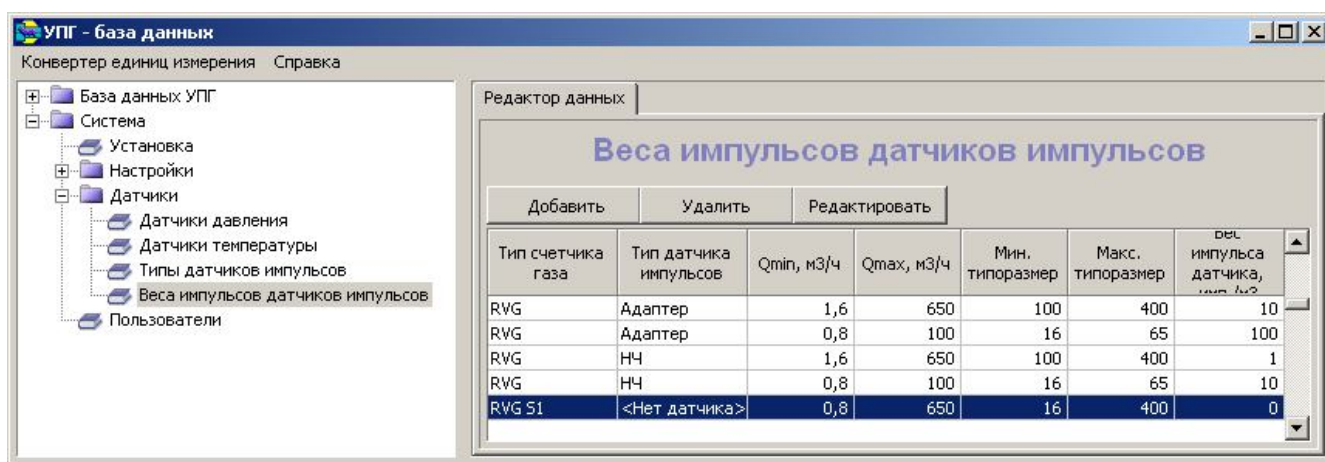 УПГ - база данных
Конвертер единиц измерения Справка
База данных УПГ
Система
Установка
Настройки
Датчики
Датчики давления
Датчики температуры
Типы датчиков импульсов
Веса импульсов датчиков импульсов
Пользователи
Редактор данных
Веса импульсов датчиков импульсов
Добавить Удалить Редактировать
Тип счетчика газа Тип датчика импульсов Qmin, м3/ч Qmax, м3/ч Мин. типоразмер Макс. типоразмер Вес импульса датчика, имп./м3
RVG Адаптер 1,6 650 100 400 10
RVG Адаптер 0,8 100 16 65 100
RVG НЧ 1,6 650 100 400 1
RVG НЧ 0,8 100 16 65 10
RVG S1 <Нет датчика> 0,8 650 16 400 0